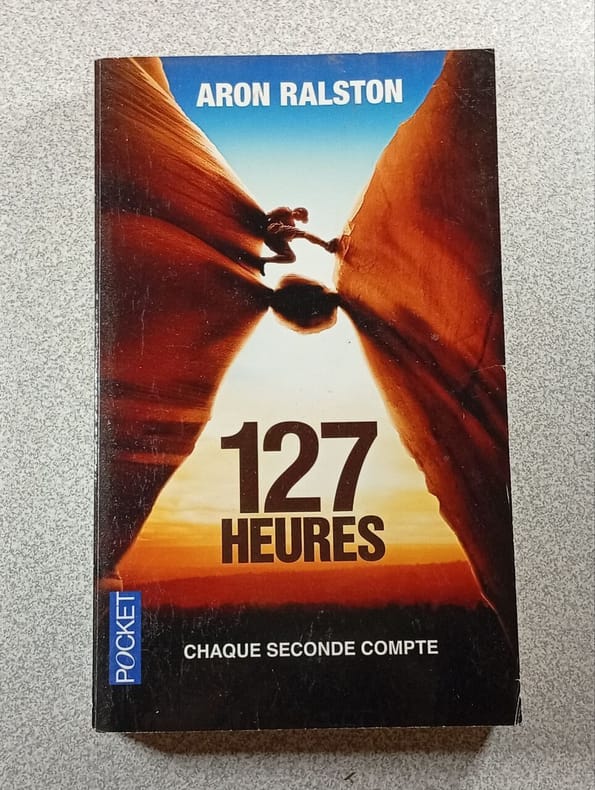 ARON RALSTON
127
HEURES
CHAQUE SECONDE COMPTE
POCKET